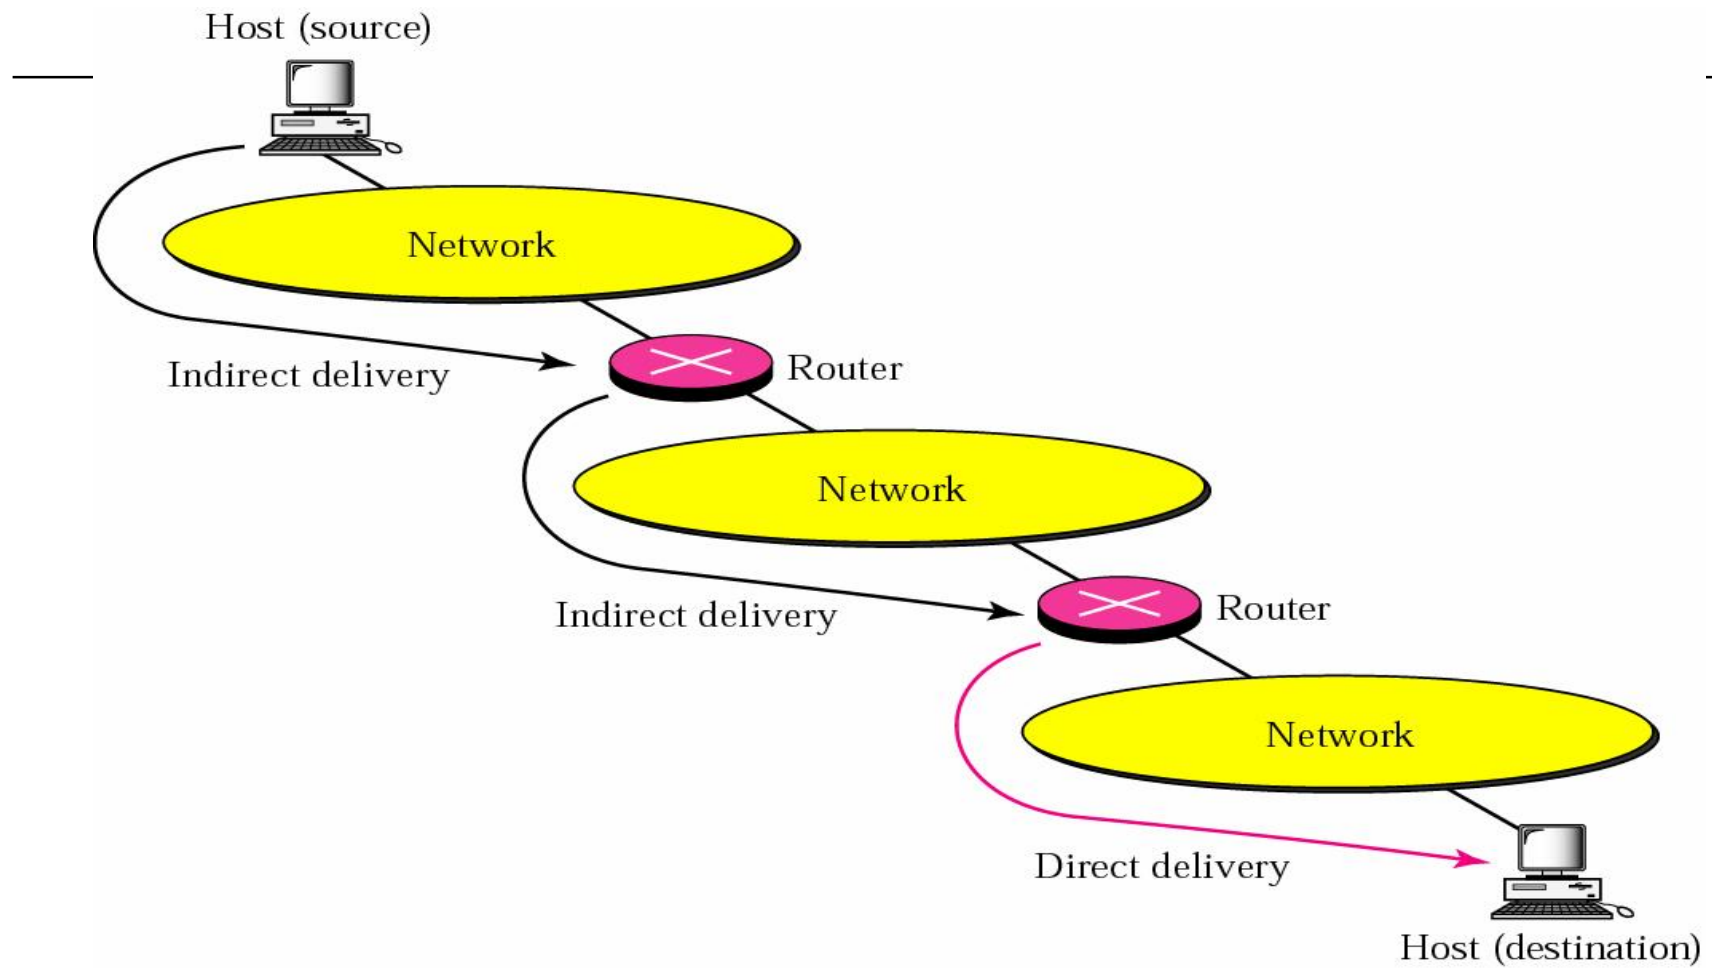 Host (source)
Network
Indirect delivery
Router
Network
Indirect delivery
Router
Network
Direct delivery
Host (destination)